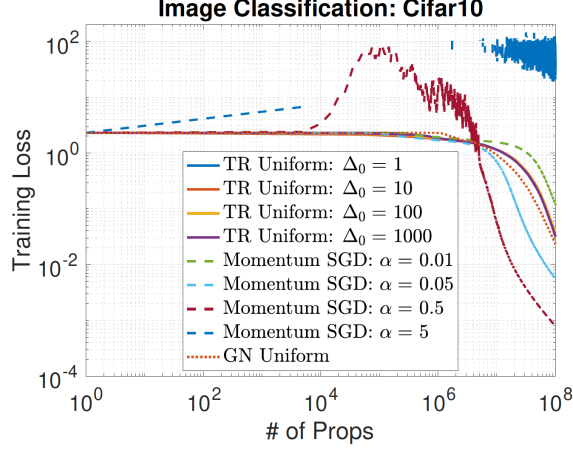 Image Classification: Cifar10
10^2
10^0
10^-2
10^-4
Training Loss
TR Uniform: Δ_0 = 1
TR Uniform: Δ_0 = 10
TR Uniform: Δ_0 = 100
TR Uniform: Δ_0 = 1000
Momentum SGD: α = 0.01
Momentum SGD: α = 0.05
Momentum SGD: α = 0.5
Momentum SGD: α = 5
GN Uniform
10^0 10^2 10^4 10^6 10^8
# of Props